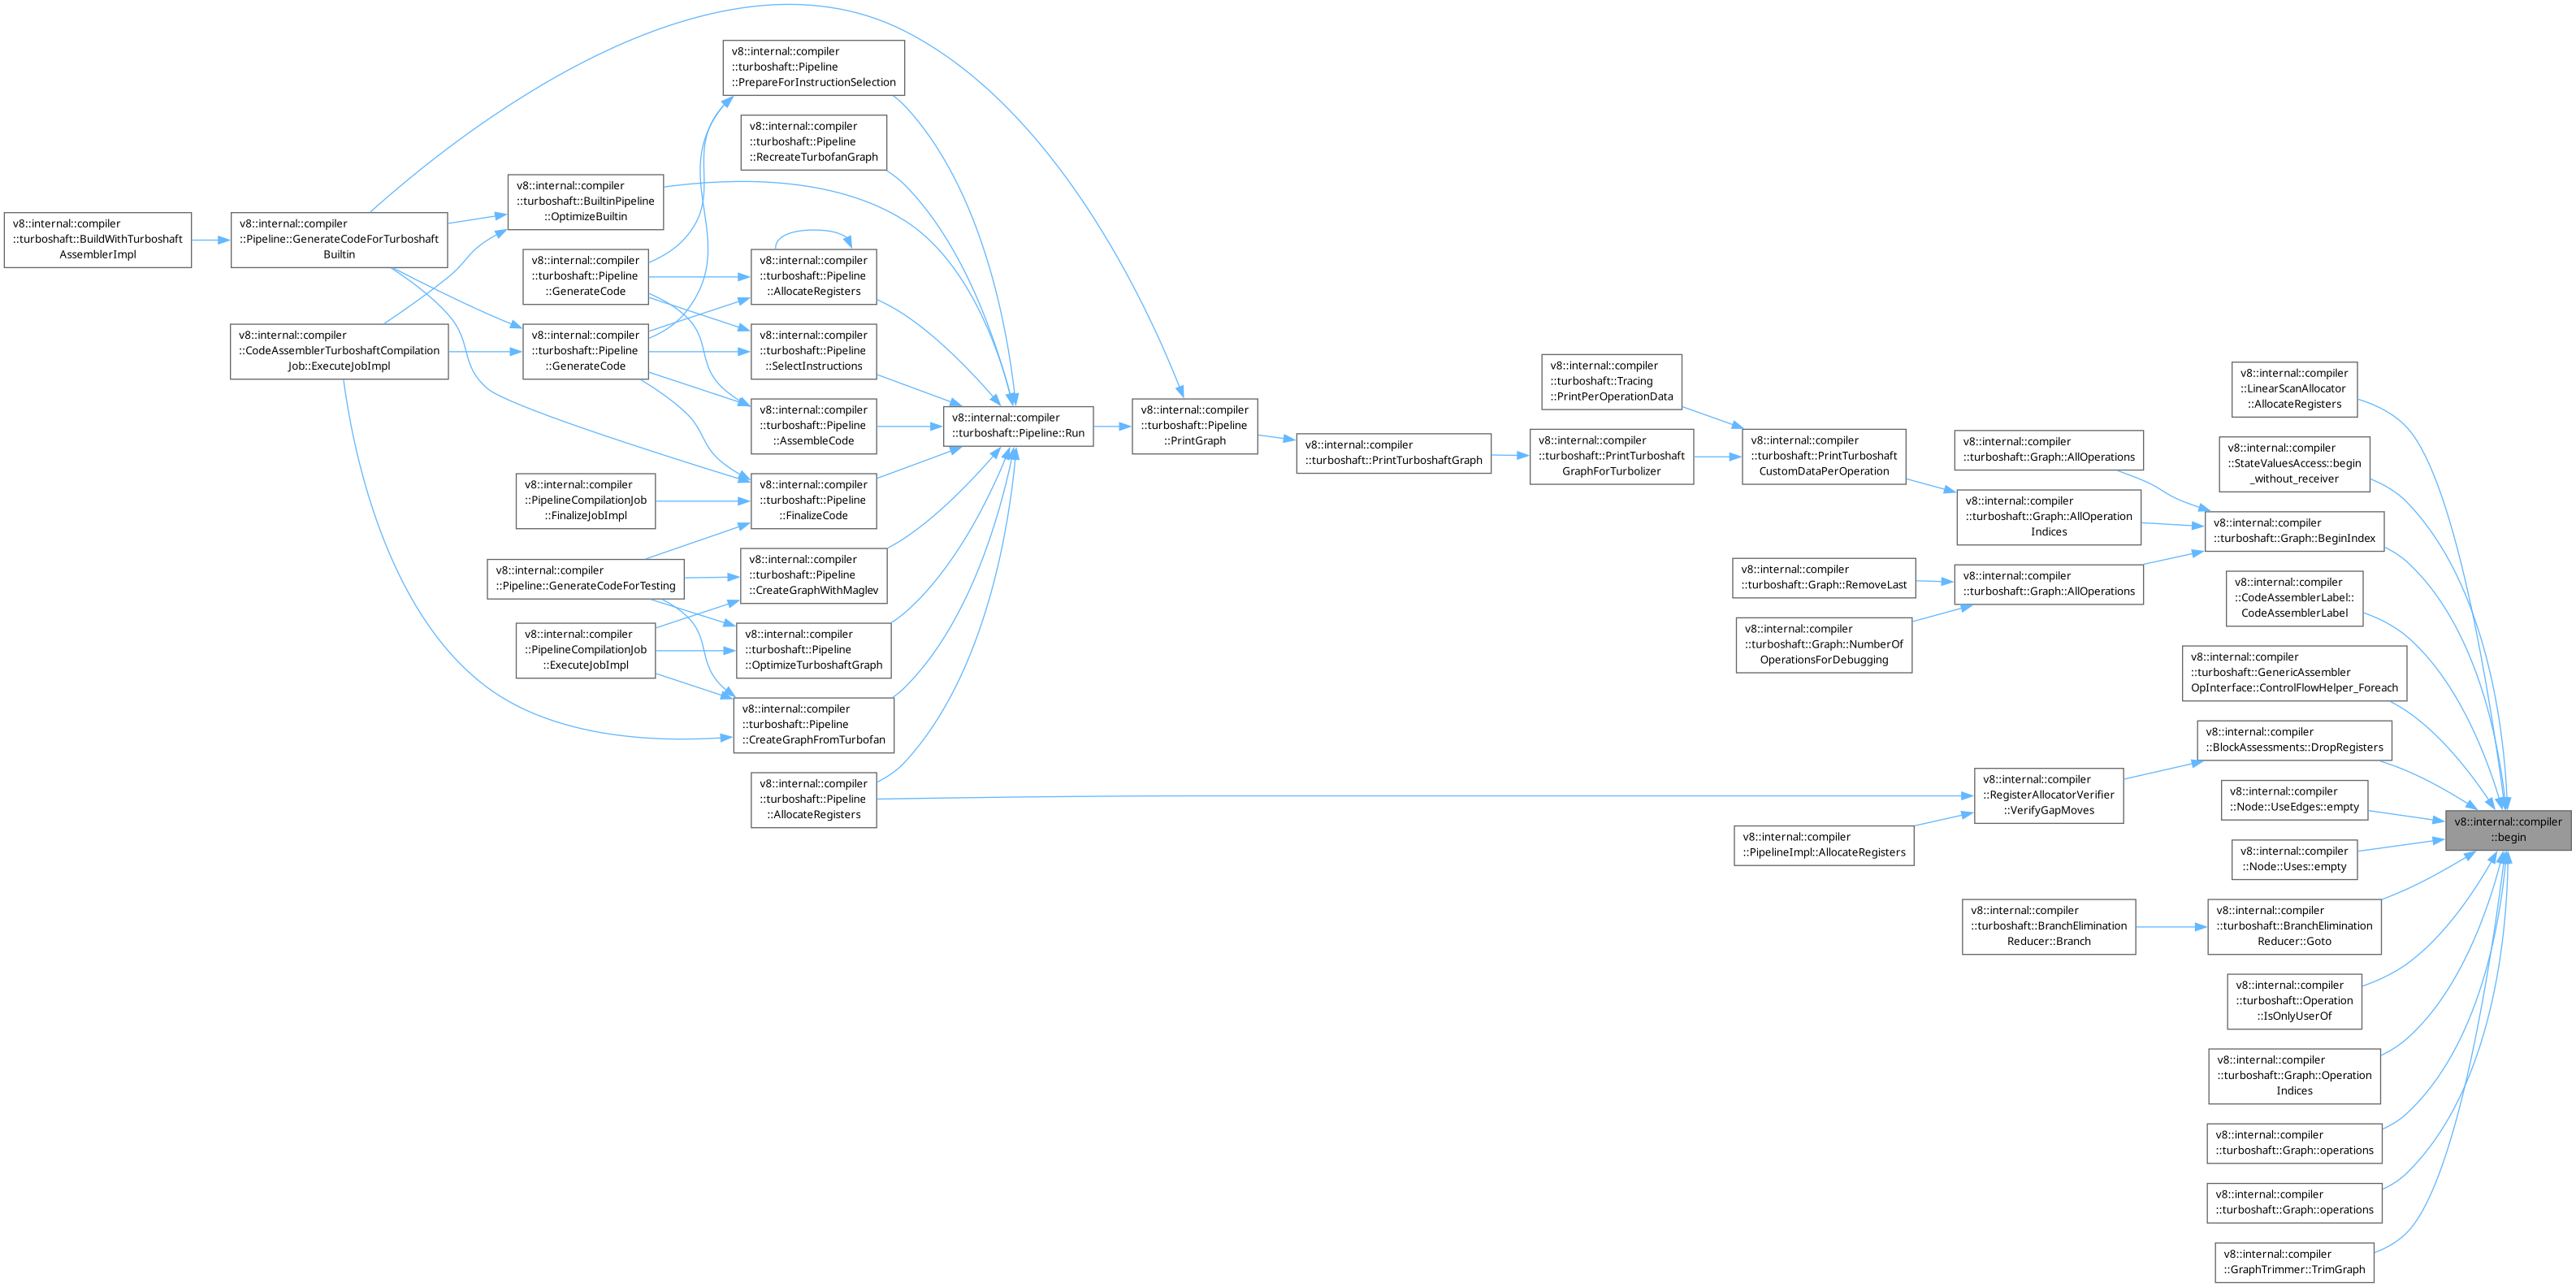 v8::internal::compiler
::turboshaft::BuildWithTurboshaft
AssemblerImpl
v8::internal::compiler
::Pipeline::GenerateCodeForTurboshaft
Builtin
v8::internal::compiler
::CodeAssemblerTurboshaftCompilation
Job::ExecuteJobImpl
v8::internal::compiler
::turboshaft::BuiltinPipeline
::OptimizeBuiltin
v8::internal::compiler
::turboshaft::Pipeline
::GenerateCode
v8::internal::compiler
::turboshaft::Pipeline
::GenerateCode
v8::internal::compiler
::PipelineCompilationJob
::FinalizeJobImpl
v8::internal::compiler
::Pipeline::GenerateCodeForTesting
v8::internal::compiler
::PipelineCompilationJob
::ExecuteJobImpl
v8::internal::compiler
::turboshaft::Pipeline
::PrepareForInstructionSelection
v8::internal::compiler
::turboshaft::Pipeline
::RecreateTurbofanGraph
v8::internal::compiler
::turboshaft::Pipeline
::AllocateRegisters
v8::internal::compiler
::turboshaft::Pipeline
::SelectInstructions
v8::internal::compiler
::turboshaft::Pipeline
::AssembleCode
v8::internal::compiler
::turboshaft::Pipeline
::FinalizeCode
v8::internal::compiler
::turboshaft::Pipeline
::CreateGraphWithMaglev
v8::internal::compiler
::turboshaft::Pipeline
::OptimizeTurboshaftGraph
v8::internal::compiler
::turboshaft::Pipeline
::CreateGraphFromTurbofan
v8::internal::compiler
::turboshaft::Pipeline
::AllocateRegisters
v8::internal::compiler
::turboshaft::Pipeline::Run
v8::internal::compiler
::turboshaft::Pipeline
::PrintGraph
v8::internal::compiler
::turboshaft::PrintTurboshaftGraph
v8::internal::compiler
::turboshaft::Tracing
::PrintPerOperationData
v8::internal::compiler
::turboshaft::PrintTurboshaft
GraphForTurbolizer
v8::internal::compiler
::turboshaft::PrintTurboshaft
CustomDataPerOperation
v8::internal::compiler
::turboshaft::Graph::RemoveLast
v8::internal::compiler
::turboshaft::Graph::NumberOf
OperationsForDebugging
v8::internal::compiler
::PipelineImpl::AllocateRegisters
v8::internal::compiler
::turboshaft::Graph::AllOperations
v8::internal::compiler
::turboshaft::Graph::AllOperation
Indices
v8::internal::compiler
::turboshaft::Graph::AllOperations
v8::internal::compiler
::RegisterAllocatorVerifier
::VerifyGapMoves
v8::internal::compiler
::turboshaft::BranchElimination
Reducer::Branch
v8::internal::compiler
::LinearScanAllocator
::AllocateRegisters
v8::internal::compiler
::StateValuesAccess::begin
_without_receiver
v8::internal::compiler
::turboshaft::Graph::BeginIndex
v8::internal::compiler
::CodeAssemblerLabel::
CodeAssemblerLabel
v8::internal::compiler
::turboshaft::GenericAssembler
OpInterface::ControlFlowHelper_Foreach
v8::internal::compiler
::BlockAssessments::DropRegisters
v8::internal::compiler
::Node::UseEdges::empty
v8::internal::compiler
::Node::Uses::empty
v8::internal::compiler
::turboshaft::BranchElimination
Reducer::Goto
v8::internal::compiler
::turboshaft::Operation
::IsOnlyUserOf
v8::internal::compiler
::turboshaft::Graph::Operation
Indices
v8::internal::compiler
::turboshaft::Graph::operations
v8::internal::compiler
::turboshaft::Graph::operations
v8::internal::compiler
::GraphTrimmer::TrimGraph
v8::internal::compiler
::begin